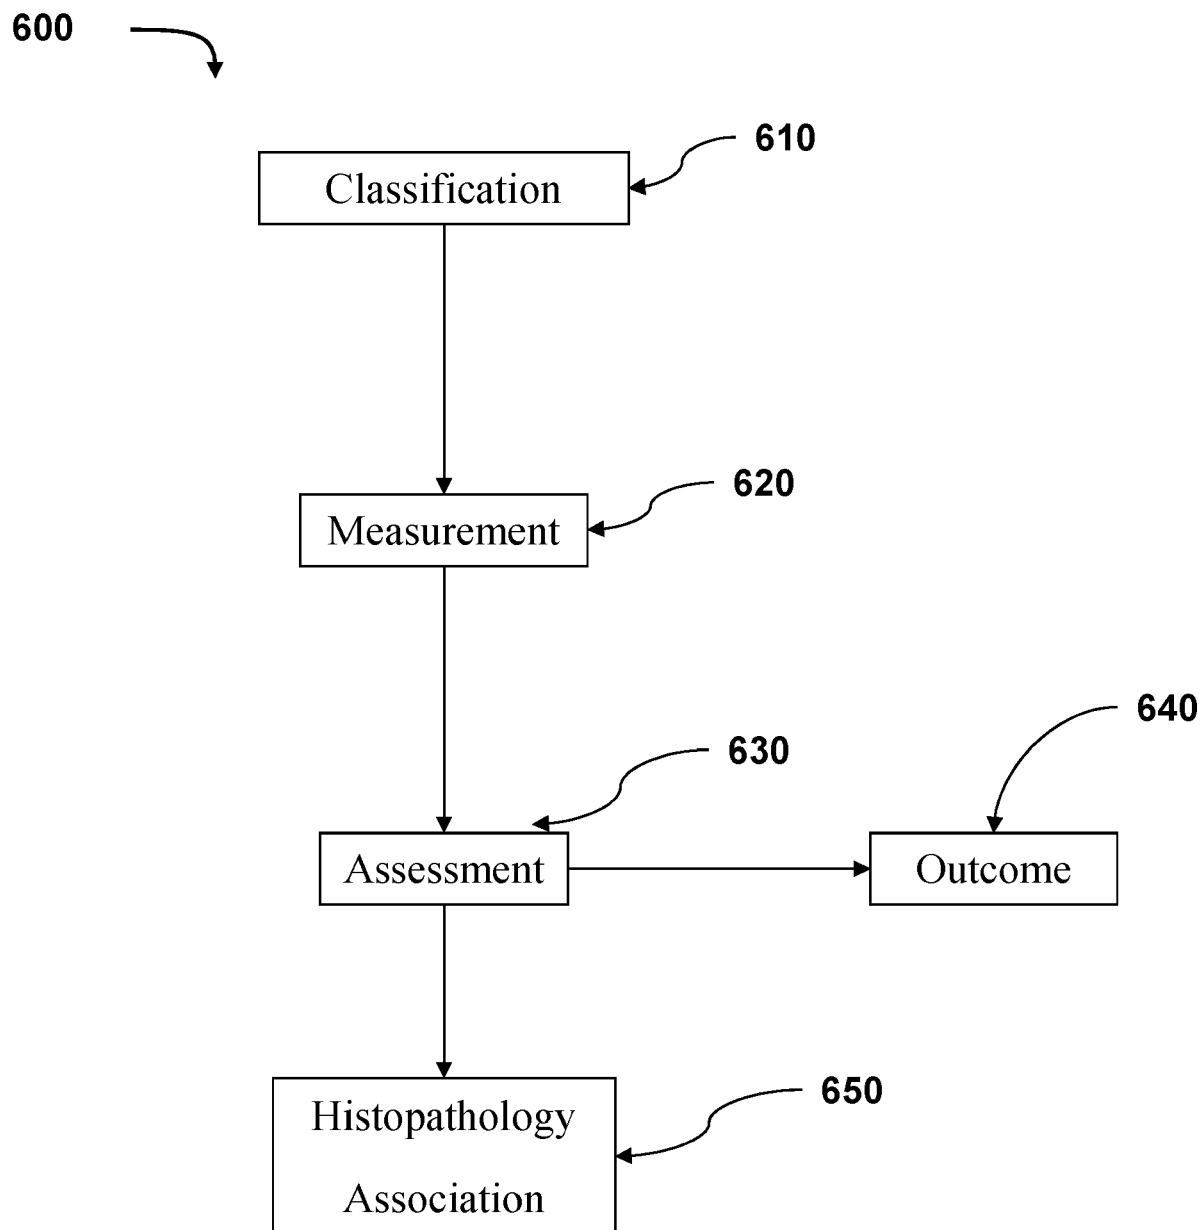 600
610
Classification
620
Measurement
640
630
Assessment
Outcome
650
Histopathology
Association